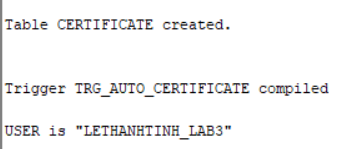 Table CERTIFICATE created.
Trigger TRG_AUTO_CERTIFICATE compiled
USER is "LETHANHTINH_LAB3"